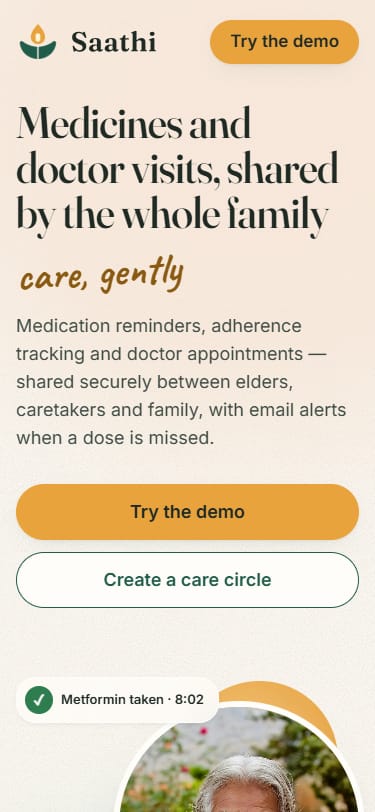 Saathi
Try the demo
Medicines and
doctor visits, shared
by the whole family
care, gently
Medication reminders, adherence
tracking and doctor appointments —
shared securely between elders,
caretakers and family, with email alerts
when a dose is missed.
Try the demo
Create a care circle
Metformin taken · 8:02